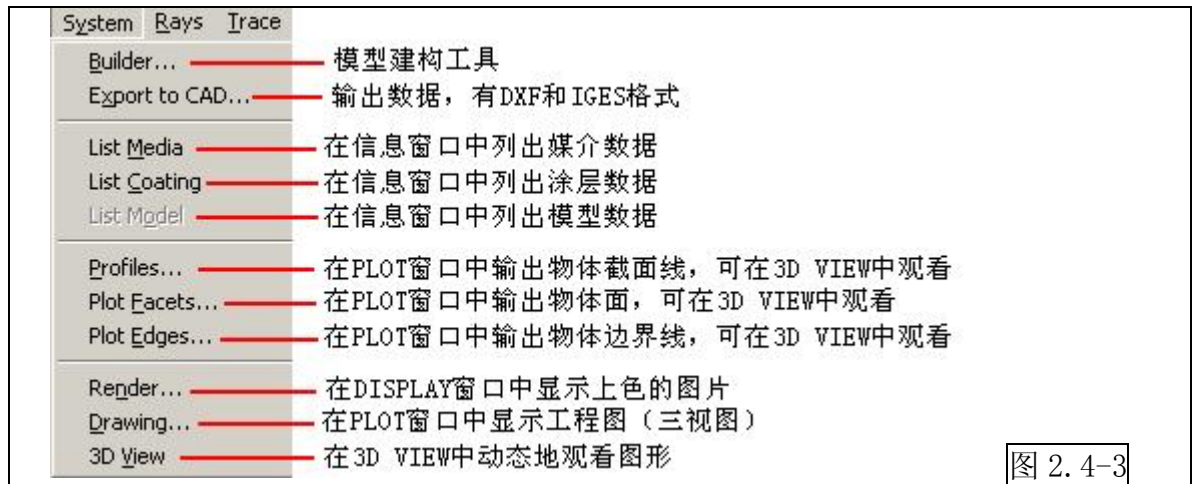 System Rays Trace
Builder... 模型建构工具
Export to CAD... 输出数据，有DXF和IGES格式
List Media 在信息窗口中列出媒介数据
List Coating 在信息窗口中列出涂层数据
List Model 在信息窗口中列出模型数据
Profiles... 在PLOT窗口中输出物体截面线，可在3D VIEW中观看
Plot Facets... 在PLOT窗口中输出物体面，可在3D VIEW中观看
Plot Edges... 在PLOT窗口中输出物体边界线，可在3D VIEW中观看
Render... 在DISPLAY窗口中显示上色的图片
Drawing... 在PLOT窗口中显示工程图（三视图）
3D View 在3D VIEW中动态地观看图形
图 2.4-3